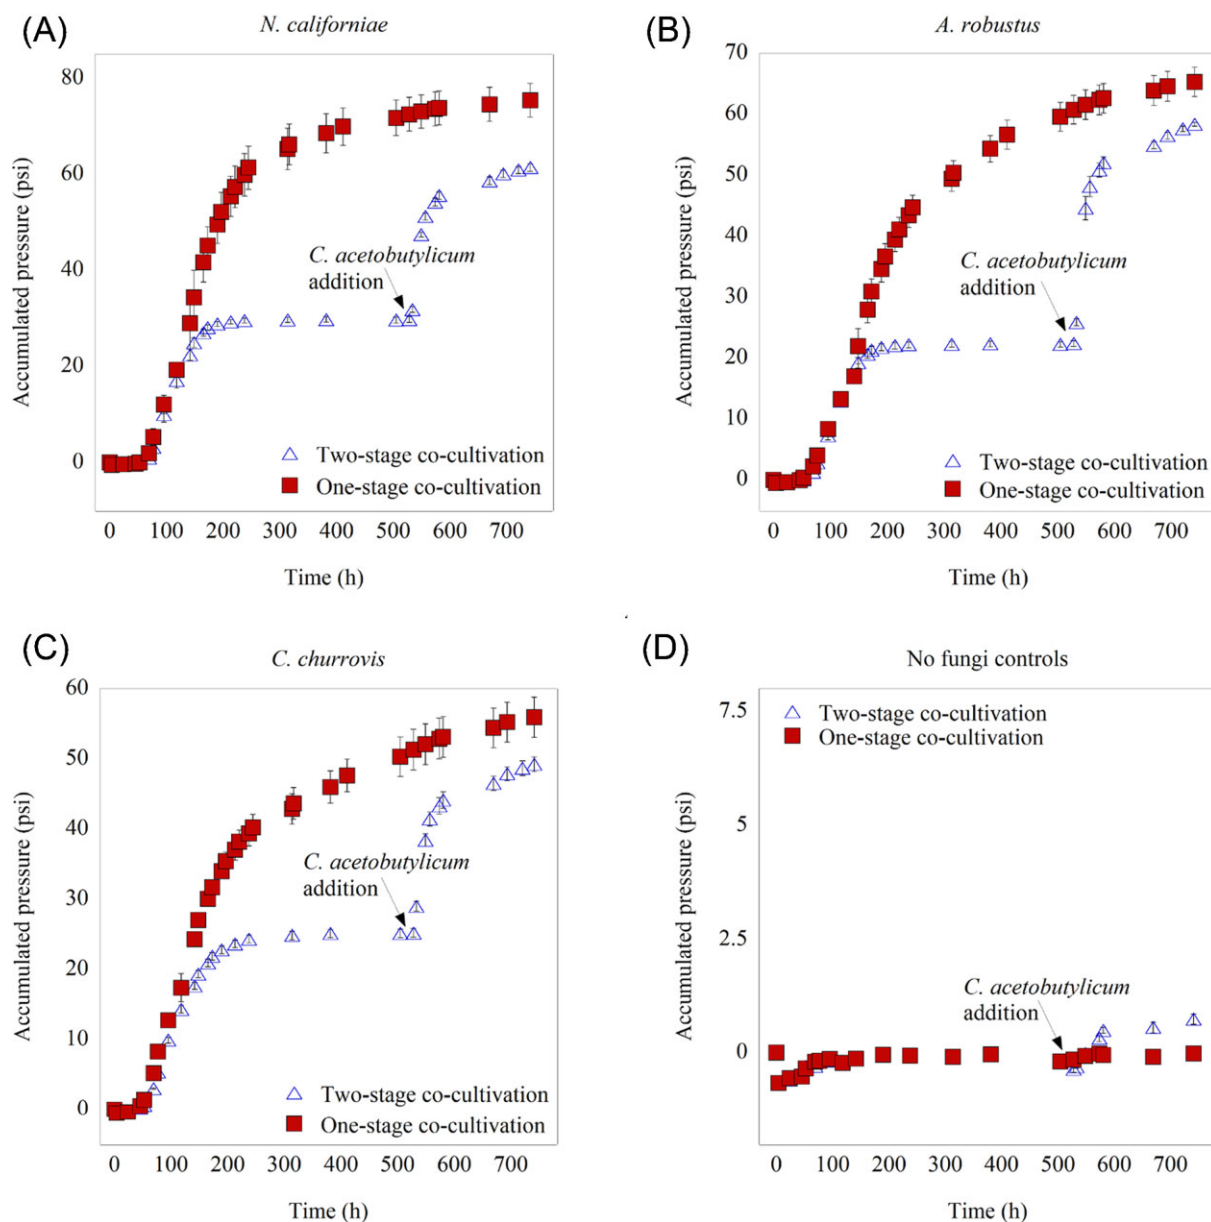 (A)
N. californiae
80
60
40
20
0
Accumulated pressure (psi)
C. acetobutylicum
addition
Two-stage co-cultivation
One-stage co-cultivation
0 100 200 300 400 500 600 700
Time (h)
(B)
A. robustus
70
60
50
40
30
20
10
0
Accumulated pressure (psi)
C. acetobutylicum
addition
Two-stage co-cultivation
One-stage co-cultivation
0 100 200 300 400 500 600 700
Time (h)
(C)
C. churrovis
60
50
40
30
20
10
0
Accumulated pressure (psi)
C. acetobutylicum
addition
Two-stage co-cultivation
One-stage co-cultivation
0 100 200 300 400 500 600 700
Time (h)
(D)
No fungi controls
Two-stage co-cultivation
One-stage co-cultivation
7.5
5
2.5
0
Accumulated pressure (psi)
C. acetobutylicum
addition
0 100 200 300 400 500 600 700
Time (h)